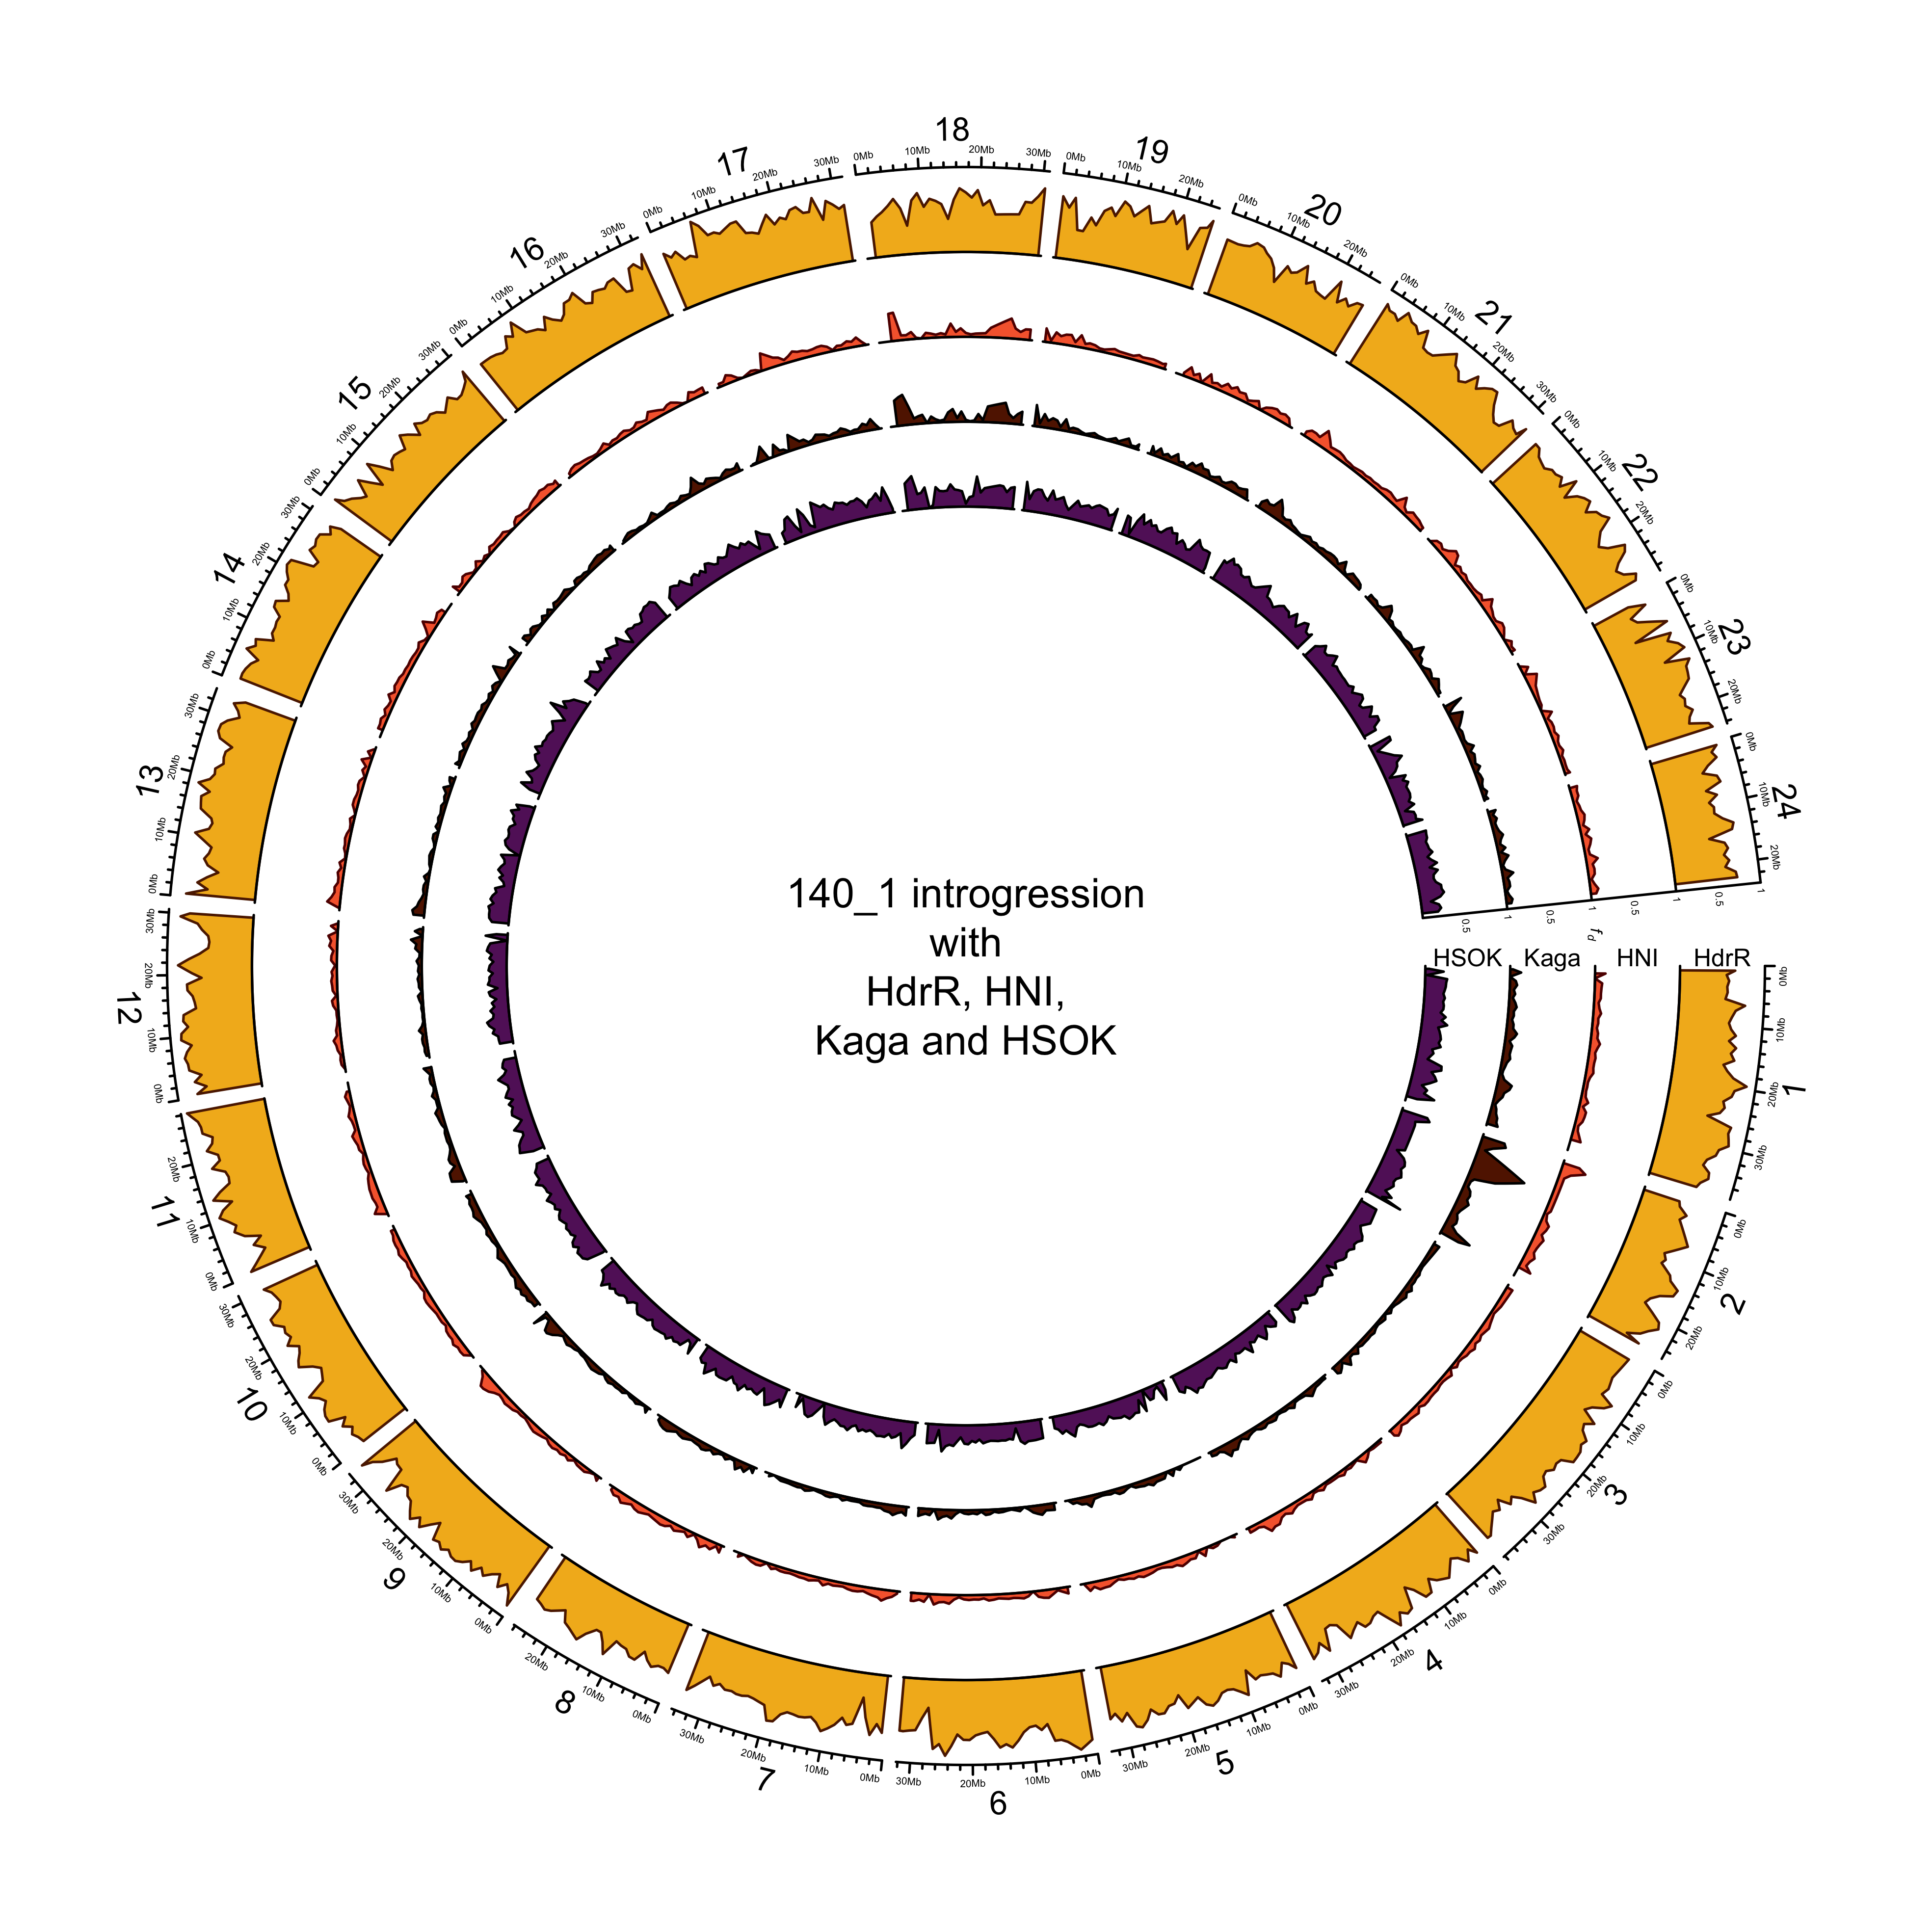 140_1 introgression
with
HdrR, HNI,
Kaga and HSOK
HSOK Kaga HNI HdrR
f d
0.5 1 0.5 1 0.5 1 0.5 1
1
0Mb 10Mb 20Mb 30Mb
2
0Mb 10Mb 20Mb
3
0Mb 10Mb 20Mb 30Mb
4
0Mb 10Mb 20Mb 30Mb
5
0Mb 10Mb 20Mb 30Mb
6
0Mb 10Mb 20Mb 30Mb
7
0Mb 10Mb 20Mb 30Mb
8
0Mb 10Mb 20Mb
9
0Mb 10Mb 20Mb 30Mb
10
0Mb 10Mb 20Mb 30Mb
11
0Mb 10Mb 20Mb
12
0Mb 10Mb 20Mb 30Mb
13
0Mb 10Mb 20Mb 30Mb
14
0Mb 10Mb 20Mb 30Mb
15
0Mb 10Mb 20Mb 30Mb
16
0Mb 10Mb 20Mb 30Mb
17
0Mb 10Mb 20Mb 30Mb
18
0Mb 10Mb 20Mb 30Mb
19
0Mb 10Mb 20Mb
20
0Mb 10Mb 20Mb
21
0Mb 10Mb 20Mb 30Mb
22
0Mb 10Mb 20Mb
23
0Mb 10Mb 20Mb
24
0Mb 10Mb 20Mb